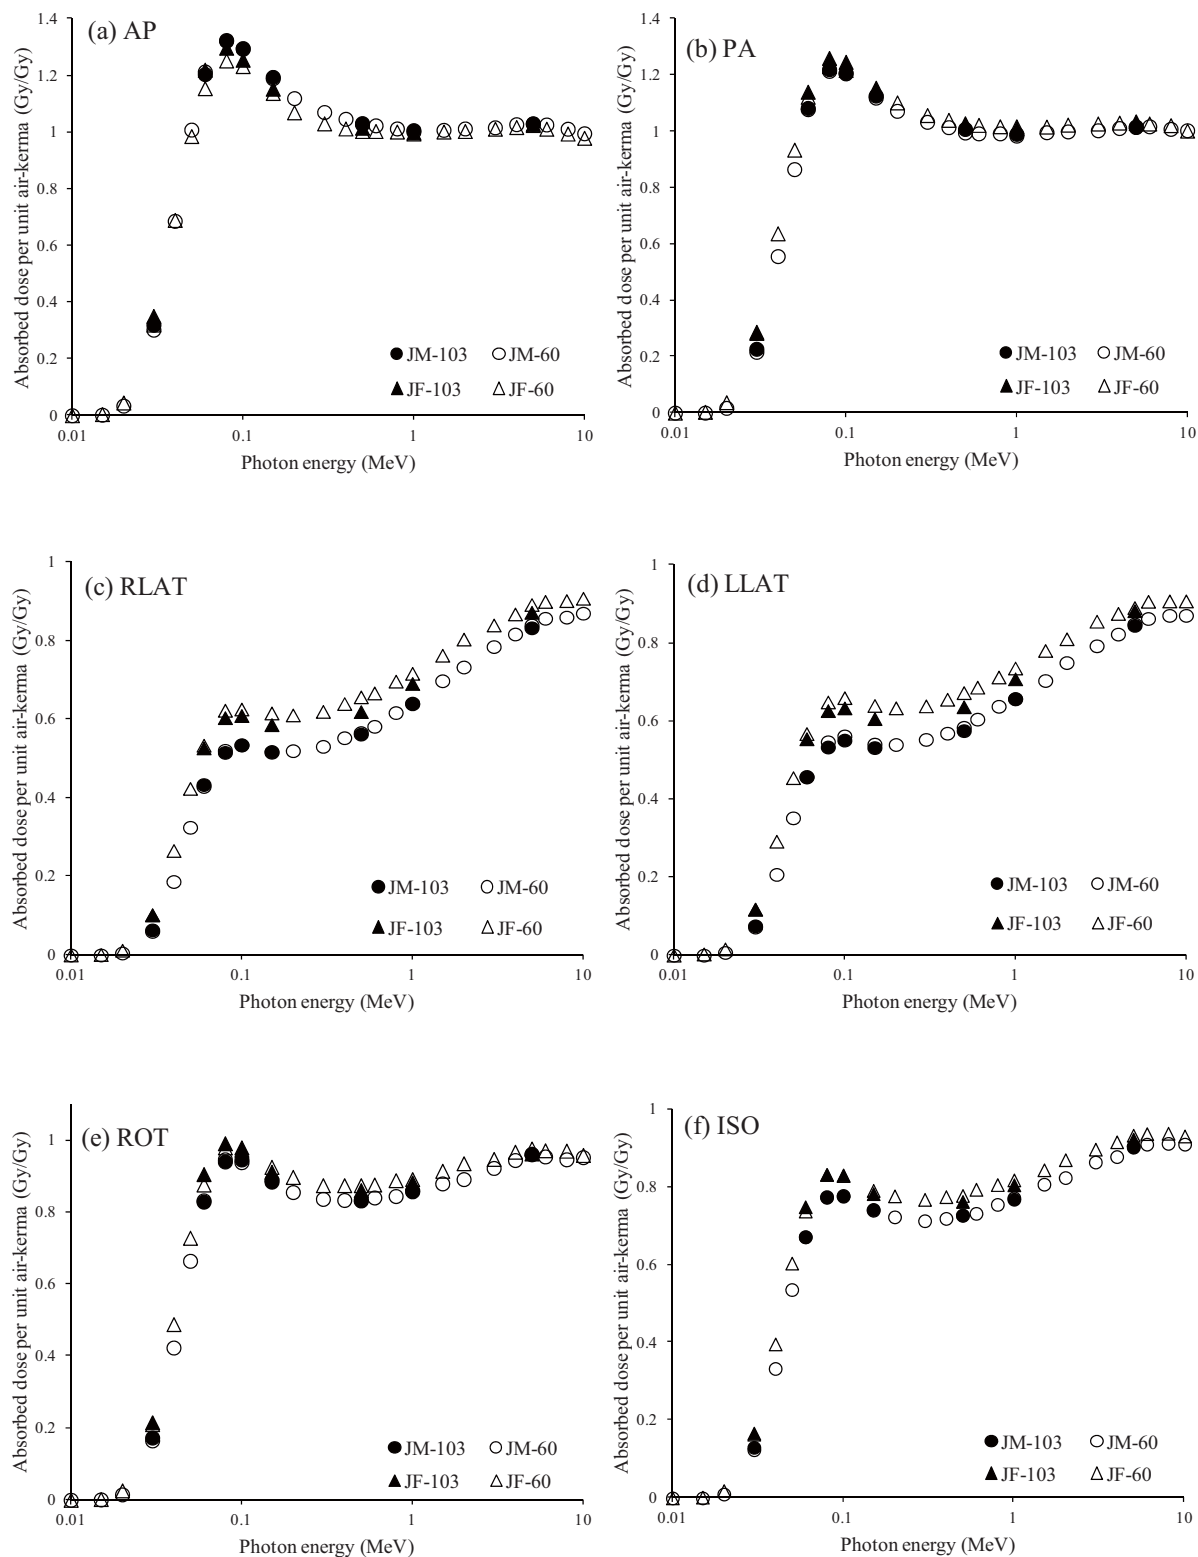 (a) AP
Absorbed dose per unit air-kerma (Gy/Gy)
1.4
1.2
1
0.8
0.6
0.4
0.2
0
JM-103 JM-60
JF-103 JF-60
0.01 0.1 1 10
Photon energy (MeV)
(b) PA
Absorbed dose per unit air-kerma (Gy/Gy)
1.4
1.2
1
0.8
0.6
0.4
0.2
0
JM-103 JM-60
JF-103 JF-60
0.01 0.1 1 10
Photon energy (MeV)
(c) RLAT
Absorbed dose per unit air-kerma (Gy/Gy)
1
0.8
0.6
0.4
0.2
0
JM-103 JM-60
JF-103 JF-60
0.01 0.1 1 10
Photon energy (MeV)
(d) LLAT
Absorbed dose per unit air-kerma (Gy/Gy)
1
0.8
0.6
0.4
0.2
0
JM-103 JM-60
JF-103 JF-60
0.01 0.1 1 10
Photon energy (MeV)
(e) ROT
Absorbed dose per unit air-kerma (Gy/Gy)
1
0.8
0.6
0.4
0.2
0
JM-103 JM-60
JF-103 JF-60
0.01 0.1 1 10
Photon energy (MeV)
(f) ISO
Absorbed dose per unit air-kerma (Gy/Gy)
1
0.8
0.6
0.4
0.2
0
JM-103 JM-60
JF-103 JF-60
0.01 0.1 1 10
Photon energy (MeV)